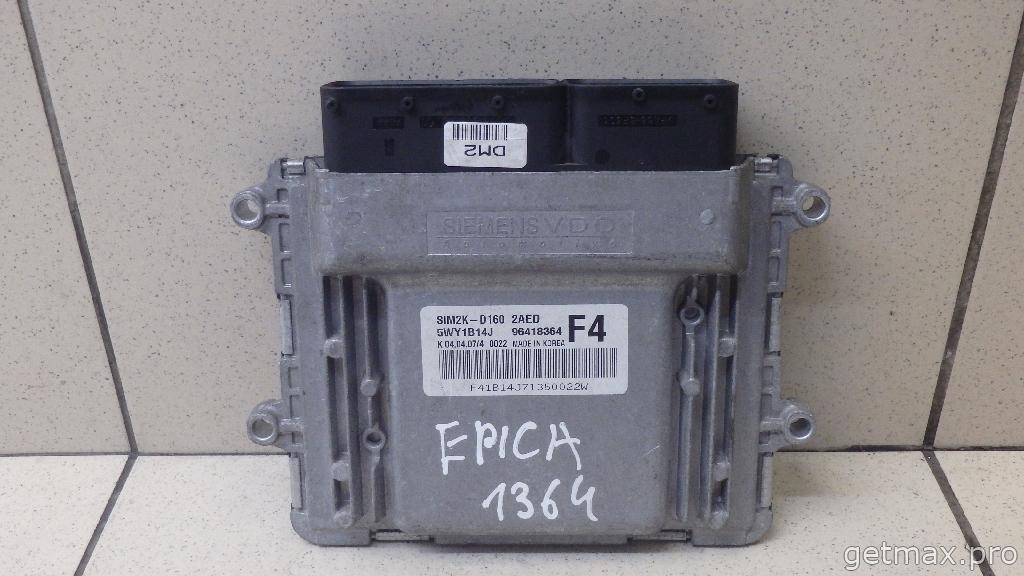 DM2
SIEMENS VDO
Automotive
SIM2K-D160 2AED
5WY1B14J 96418364 F4
K 04.04.07/4 0022 MADE IN KOREA
F41B14J71350022W
EPICA
1364
getmax.pro